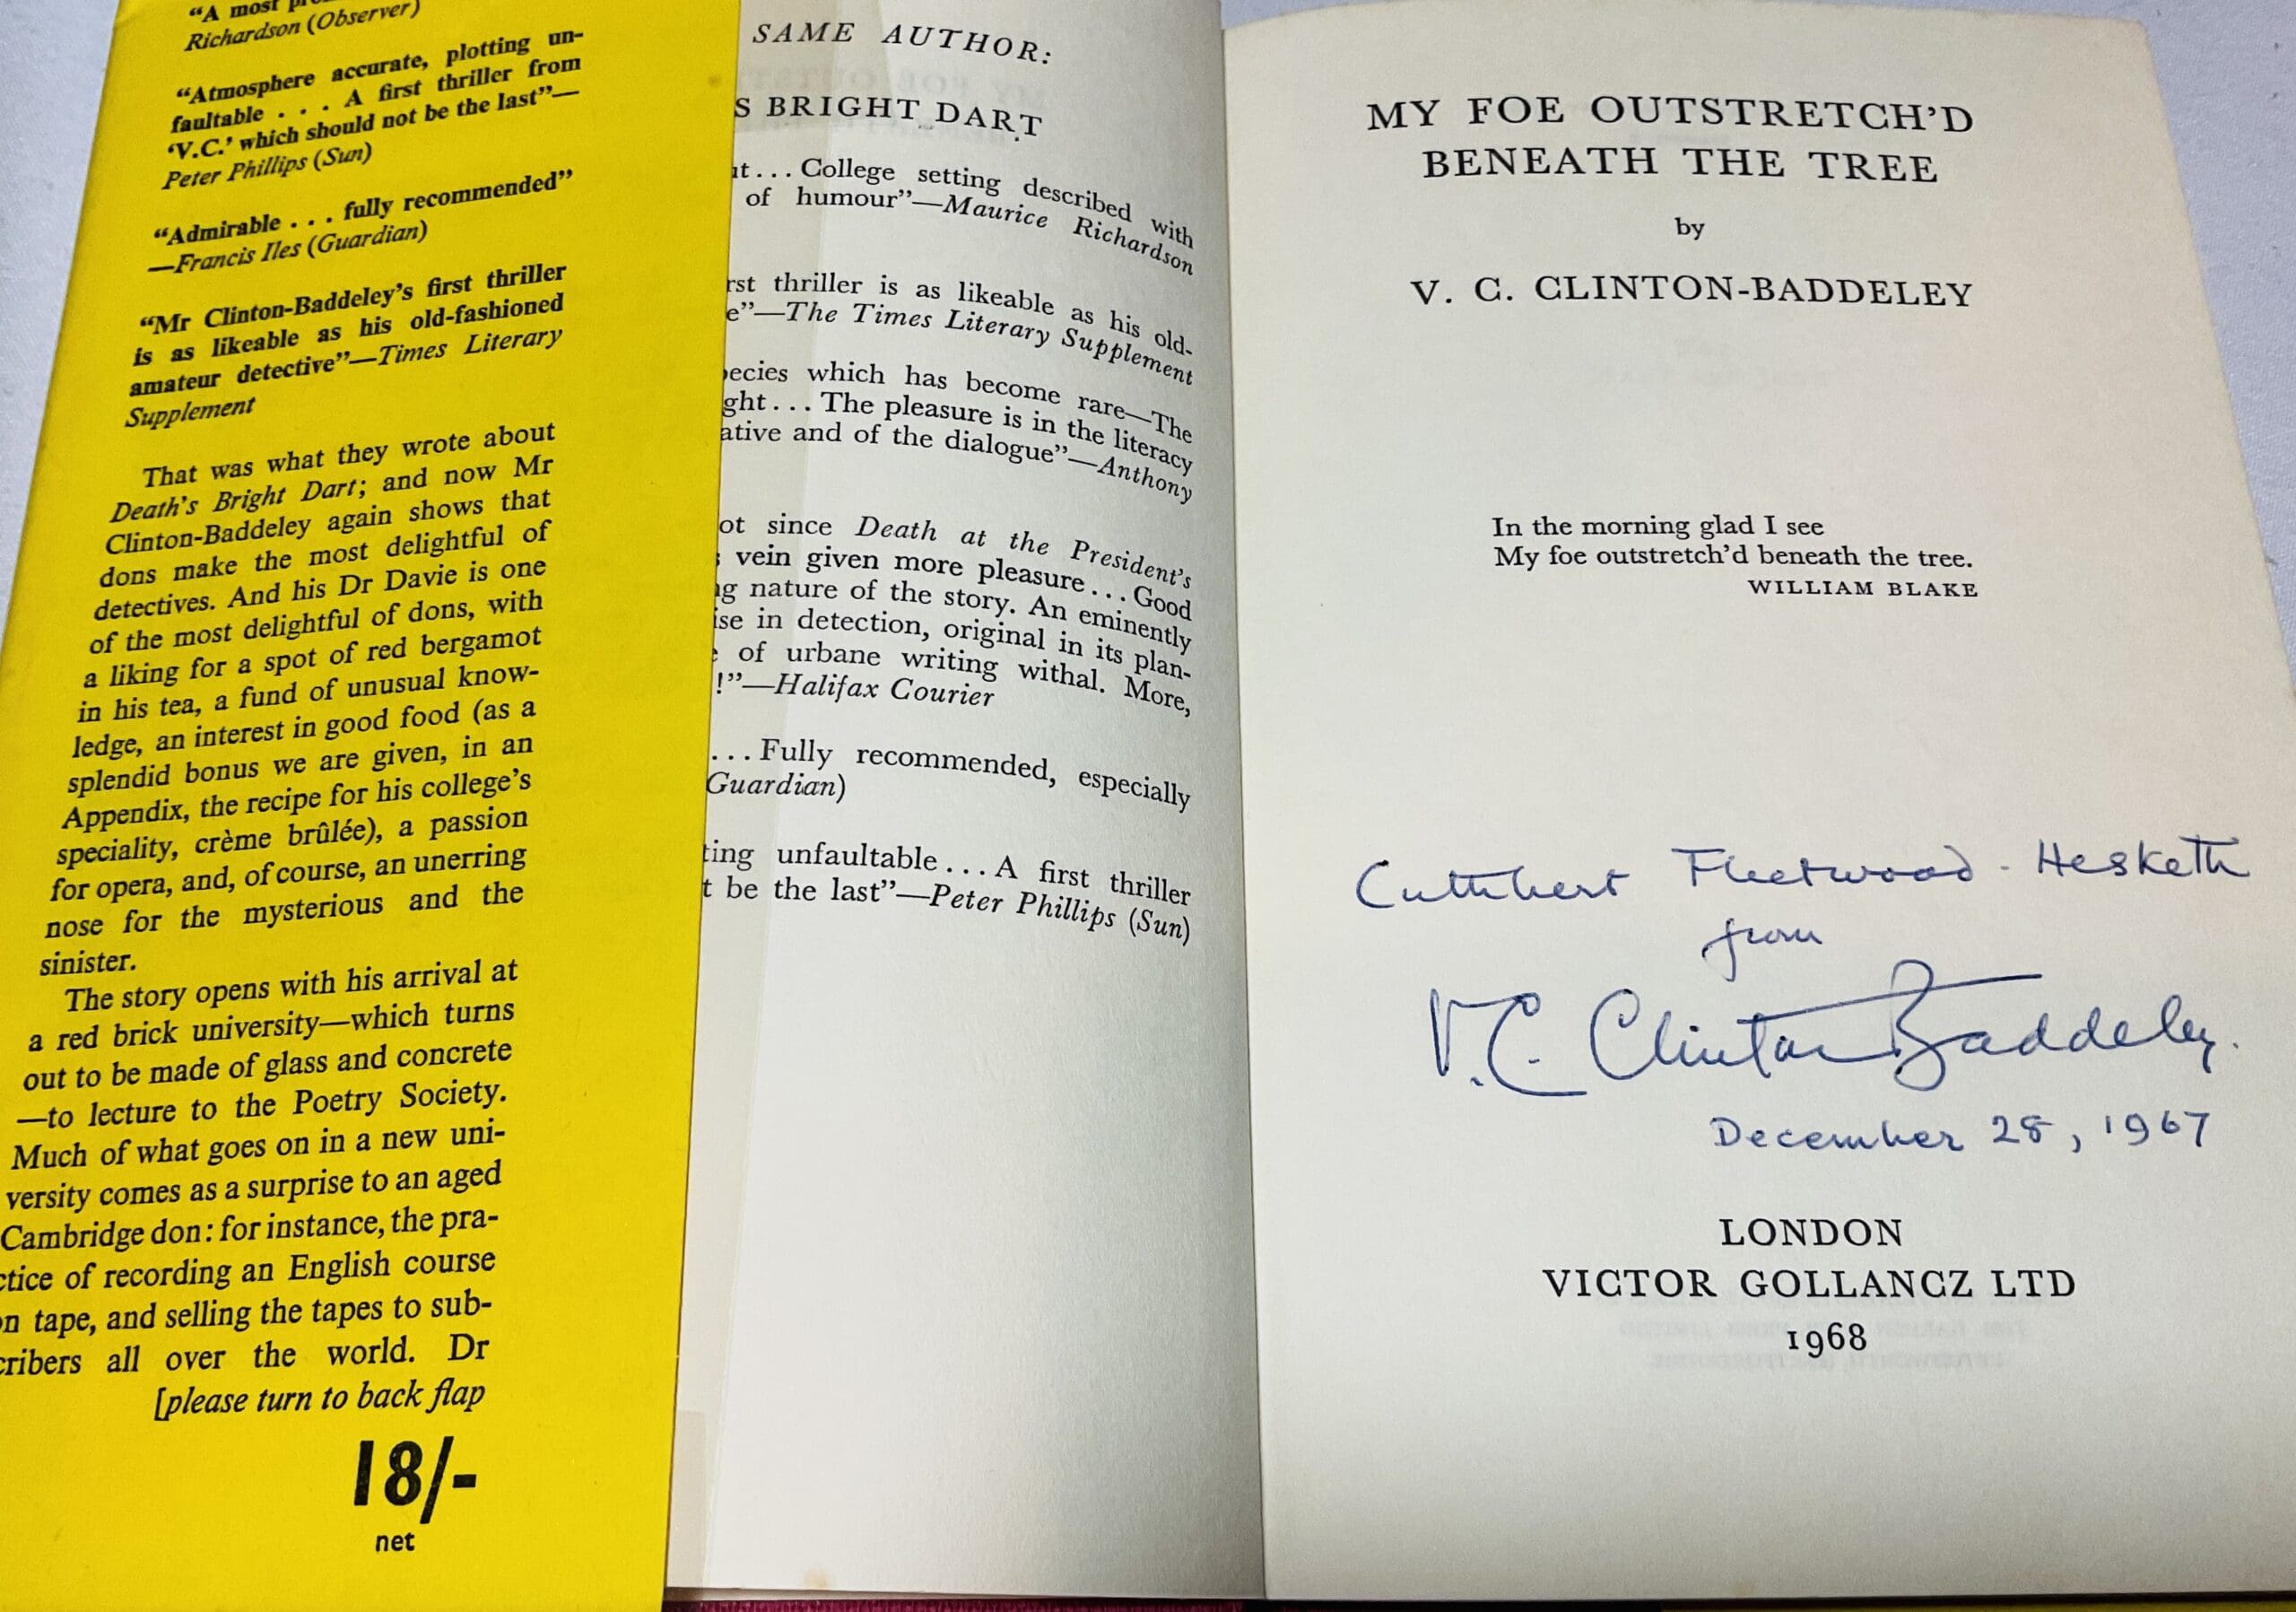 "A most
Richardson (Observer)
"Atmosphere accurate, plotting un-
faultable . . . A first thriller from
'V.C.' which should not be the last"—
Peter Phillips (Sun)
"Admirable . . . fully recommended"
—Francis Iles (Guardian)
"Mr Clinton-Baddeley's first thriller
is as likeable as his old-fashioned
amateur detective"—Times Literary
Supplement
That was what they wrote about
Death's Bright Dart; and now Mr
Clinton-Baddeley again shows that
dons make the most delightful of
detectives. And his Dr Davie is one
of the most delightful of dons, with
a liking for a spot of red bergamot
in his tea, a fund of unusual know-
ledge, an interest in good food (as a
splendid bonus we are given, in an
Appendix, the recipe for his college's
speciality, crème brûlée), a passion
for opera, and, of course, an unerring
nose for the mysterious and the
sinister.
The story opens with his arrival at
a red brick university—which turns
out to be made of glass and concrete
—to lecture to the Poetry Society.
Much of what goes on in a new uni-
versity comes as a surprise to an aged
Cambridge don: for instance, the pra-
ctice of recording an English course
on tape, and selling the tapes to sub-
cribers all over the world. Dr
[please turn to back flap
18/-
net
SAME AUTHOR:
S BRIGHT DART
. . . College setting described with
of humour"—Maurice Richardson
rst thriller is as likeable as his old-
e"—The Times Literary Supplement
ecies which has become rare—The
ght . . . The pleasure is in the literacy
ative and of the dialogue"—Anthony
ot since Death at the President's
vein given more pleasure . . . Good
ng nature of the story. An eminently
ise in detection, original in its plan-
of urbane writing withal. More,
!"—Halifax Courier
. . . Fully recommended, especially
Guardian)
ting unfaultable . . . A first thriller
t be the last"—Peter Phillips (Sun)
MY FOE OUTSTRETCH'D
BENEATH THE TREE
by
V. C. CLINTON-BADDELEY
In the morning glad I see
My foe outstretch'd beneath the tree.
WILLIAM BLAKE
Cuthbert Fleetwood-Hesketh
from
V.C. Clinton Baddeley.
December 28, 1967
LONDON
VICTOR GOLLANCZ LTD
1968